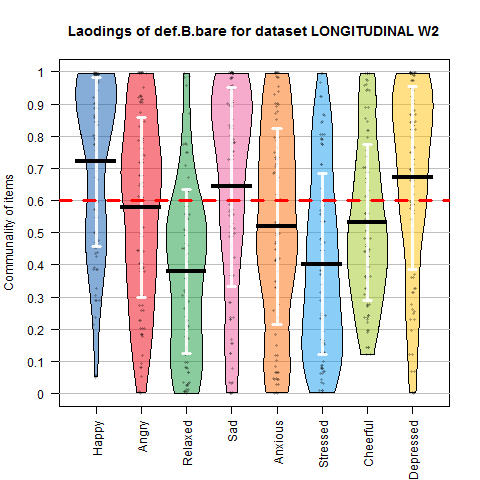 Laodings of def.B.bare for dataset LONGITUDINAL W2
Communality of items
1
0.9
0.8
0.7
0.6
0.5
0.4
0.3
0.2
0.1
0
Happy
Angry
Relaxed
Sad
Anxious
Stressed
Cheerful
Depressed